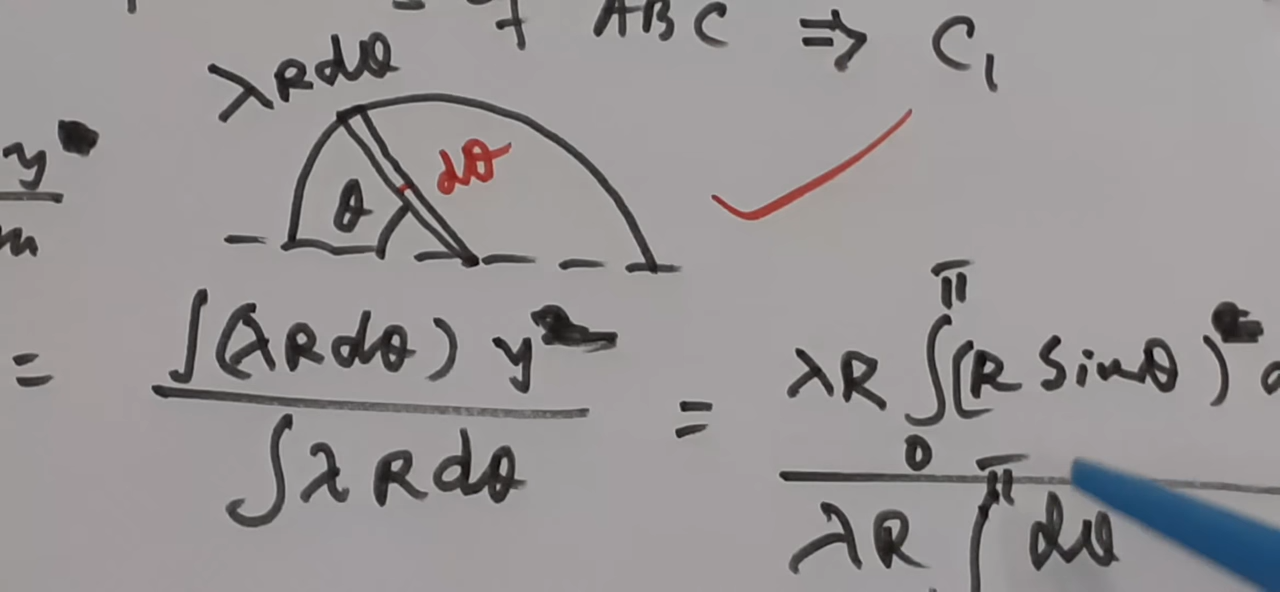 = f ABC ⇒ C₁
λRdθ
dθ
θ
y
m
= ∫(λRdθ) y / ∫λRdθ = λR ∫₀^π (R Sinθ) d / λR ∫^π dθ